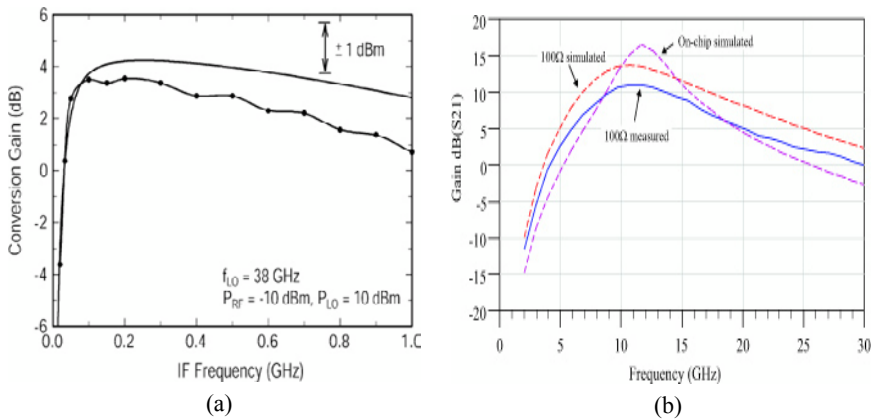 6
4
2
0
-2
-4
6
Conversion Gain (dB)
± 1 dBm
f_LO = 38 GHz
P_RF = -10 dBm, P_LO = 10 dBm
0.0 0.2 0.4 0.6 0.8 1.0
IF Frequency (GHz)
(a)
20
15
10
5
0
-5
-10
-15
-20
Gain dB(S21)
100Ω simulated
On-chip simulated
100Ω measured
0 5 10 15 20 25 30
Frequency (GHz)
(b)